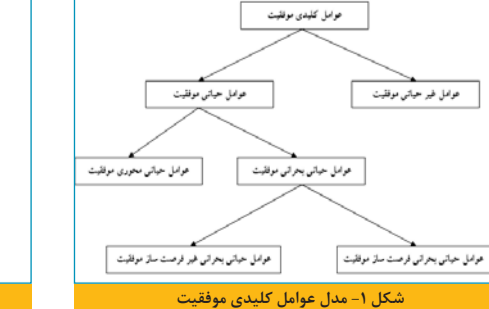 عوامل کلیدی موفقیت
عوامل غیر حیاتی موفقیت
عوامل حیاتی موفقیت
عوامل حیاتی بحرانی موفقیت
عوامل حیاتی محوری موفقیت
عوامل حیاتی بحرانی فرصت ساز موفقیت
عوامل حیاتی بحرانی غیر فرصت ساز موفقیت
شکل ۱- مدل عوامل کلیدی موفقیت